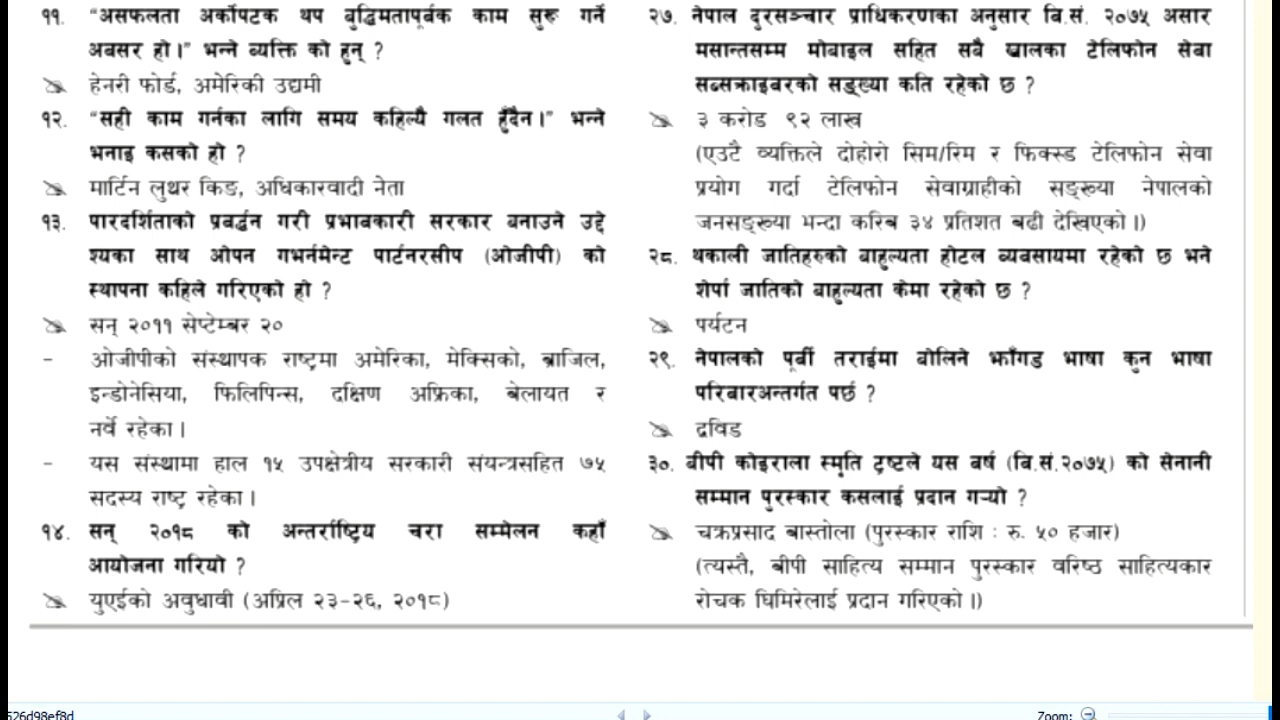 ११. “असफलता अर्कोपटक थप बुद्धिमतापूर्वक काम सुरू गर्ने
अवसर हो।” भन्ने व्यक्ति को हुन् ?
हेनरी फोर्ड, अमेरिकी उद्यमी
१२. “सही काम गर्नका लागि समय कहिल्यै गलत हुँदैन।” भन्ने
भनाइ कसको हो ?
मार्टिन लुथर किङ, अधिकारवादी नेता
१३. पारदर्शिताको प्रबर्द्धन गरी प्रभावकारी सरकार बनाउने उद्दे
श्यका साथ ओपन गभर्नमेन्ट पार्टनरसीप (ओजीपी) को
स्थापना कहिले गरिएको हो ?
सन् २०११ सेप्टेम्बर २०
- ओजीपीको संस्थापक राष्ट्रमा अमेरिका, मेक्सिको, ब्राजिल,
इन्डोनेसिया, फिलिपिन्स, दक्षिण अफ्रिका, बेलायत र
नर्वे रहेका।
- यस संस्थामा हाल १५ उपक्षेत्रीय सरकारी संयन्त्रसहित ७५
सदस्य राष्ट्र रहेका।
१४. सन् २०१८ को अन्तर्राष्ट्रिय चरा सम्मेलन कहाँ
आयोजना गरियो ?
युएईको अवुधावी (अप्रिल २३-२६, २०१८)
२७. नेपाल दुरसञ्चार प्राधिकरणका अनुसार बि.सं. २०७५ असार
मसान्तसम्म मोबाइल सहित सबै खालका टेलिफोन सेबा
सब्सक्राइबरको सङ्ख्या कति रहेको छ ?
३ करोड ९२ लाख
(एउटै व्यक्तिले दोहोरो सिम/रिम र फिक्स्ड टेलिफोन सेवा
प्रयोग गर्दा टेलिफोन सेवाग्राहीको सङ्ख्या नेपालको
जनसङ्ख्या भन्दा करिब ३४ प्रतिशत बढी देखिएको।)
२८. थकाली जातिहरुको बाहुल्यता होटल व्यवसायमा रहेको छ भने
शेर्पा जातिको बाहुल्यता केमा रहेको छ ?
पर्यटन
२९. नेपालको पूर्वी तराईमा बोलिने झाँगड भाषा कुन भाषा
परिवारअन्तर्गत पर्छ ?
द्रविड
३०. बीपी कोइराला स्मृति ट्रष्टले यस बर्ष (बि.सं.२०७५) को सेनानी
सम्मान पुरस्कार कसलाई प्रदान गर्‍यो ?
चक्रप्रसाद बास्तोला (पुरस्कार राशि : रु. ५० हजार)
(त्यस्तै, बीपी साहित्य सम्मान पुरस्कार वरिष्ठ साहित्यकार
रोचक घिमिरेलाई प्रदान गरिएको।)
526d98ef8d
Zoom: